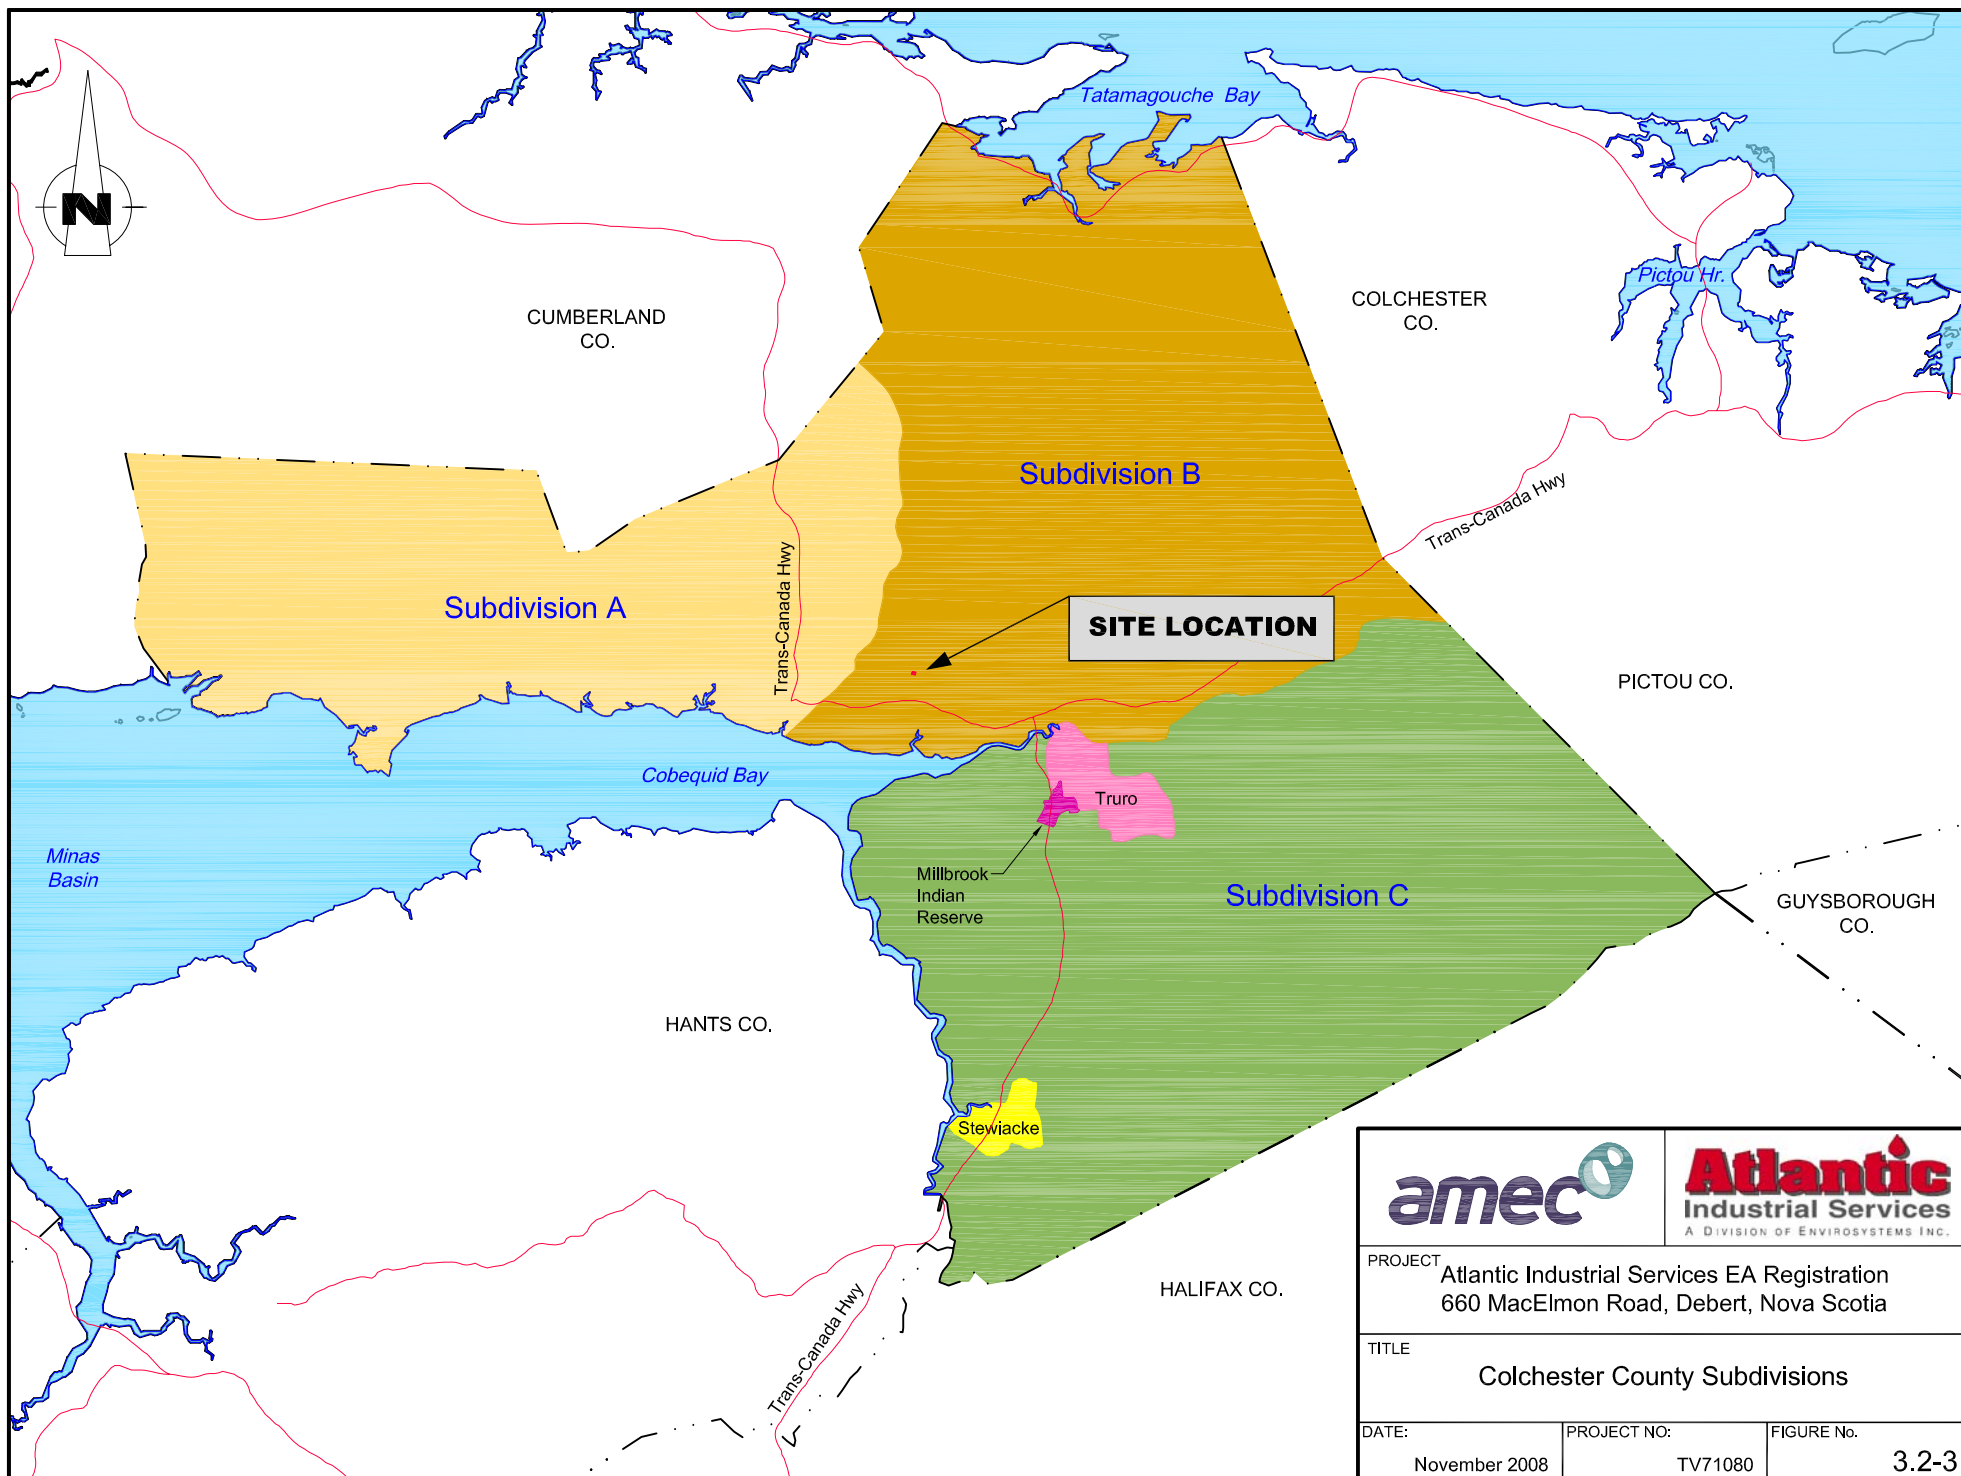 Tatamagouche Bay
N
Pictou Hr.
COLCHESTER
CO.
CUMBERLAND
CO.
Subdivision B
Trans-Canada Hwy
Trans-Canada Hwy
Subdivision A
SITE LOCATION
PICTOU CO.
Cobequid Bay
Truro
Minas
Basin
Millbrook
Indian
Reserve
Subdivision C
GUYSBOROUGH
CO.
HANTS CO.
Stewiacke
HALIFAX CO.
Trans-Canada Hwy
amec
Atlantic
Industrial Services
A DIVISION OF ENVIROSYSTEMS INC.
PROJECT
Atlantic Industrial Services EA Registration
660 MacElmon Road, Debert, Nova Scotia
TITLE
Colchester County Subdivisions
DATE:
November 2008
PROJECT NO:
TV71080
FIGURE No.
3.2-3